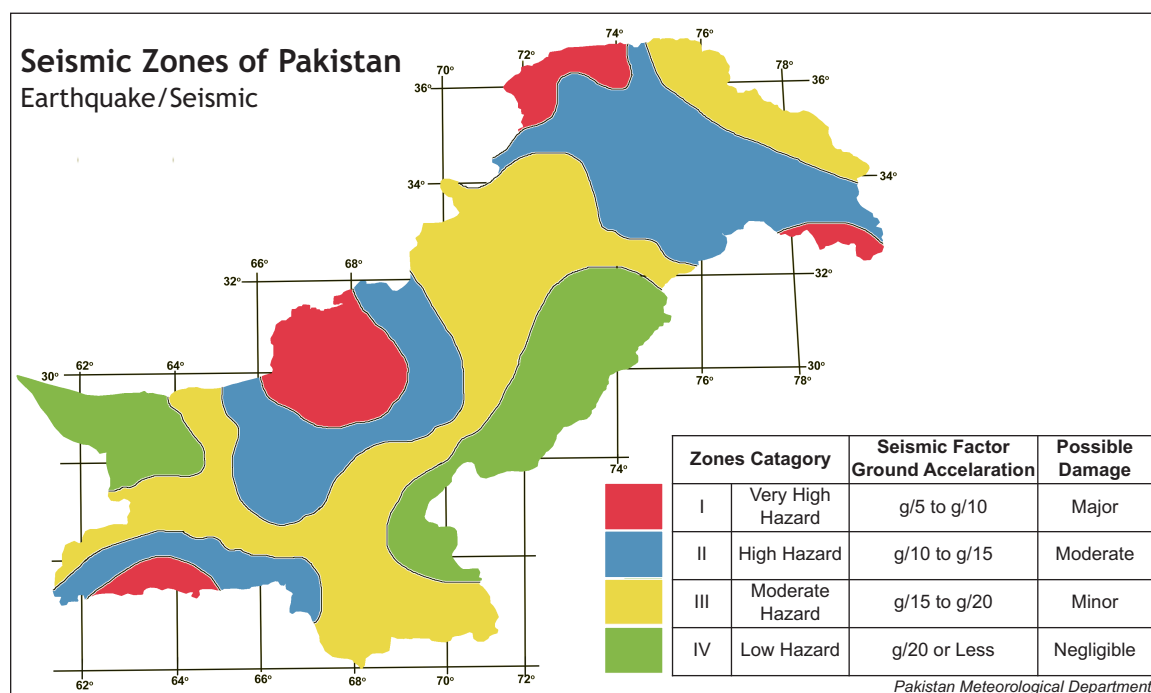 Seismic Zones of Pakistan
Earthquake/Seismic
74°
76°
72°
70°
78°
36°
36°
34°
34°
66°
68°
32°
32°
62°
64°
30°
30°
76°
78°
74°
70°
72°
62°
64°
66°
68°
70°
72°
Zones Catagory
Seismic Factor
Ground Accelaration
Possible
Damage
I
Very High
Hazard
g/5 to g/10
Major
II
High Hazard
g/10 to g/15
Moderate
III
Moderate
Hazard
g/15 to g/20
Minor
IV
Low Hazard
g/20 or Less
Negligible
Pakistan Meteorological Department